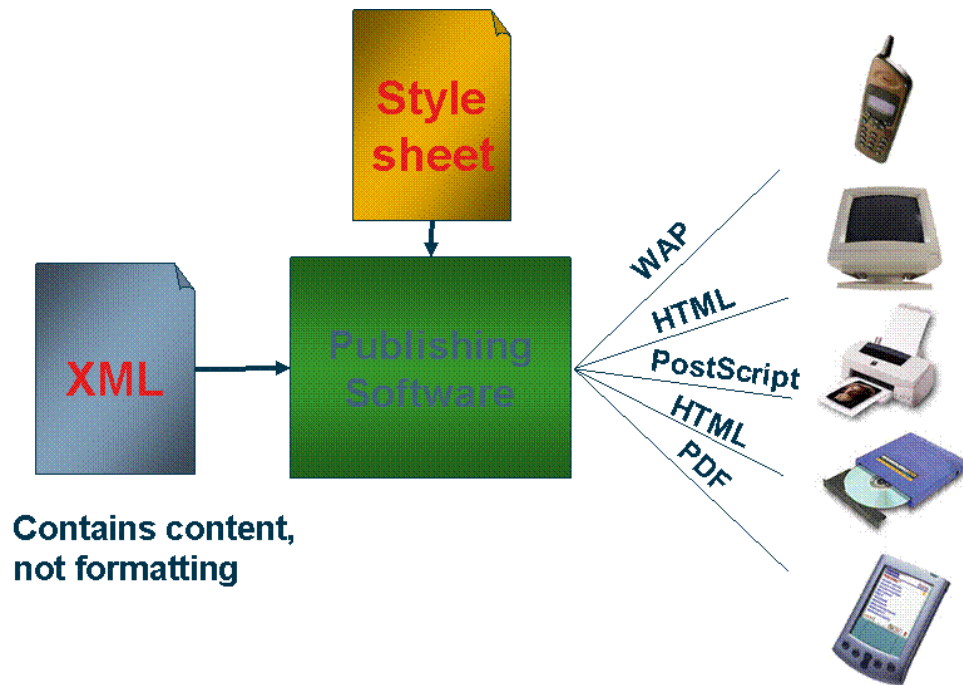 Style
sheet
XML
Publishing
Software
WAP
HTML
PostScript
HTML
PDF
Contains content,
not formatting